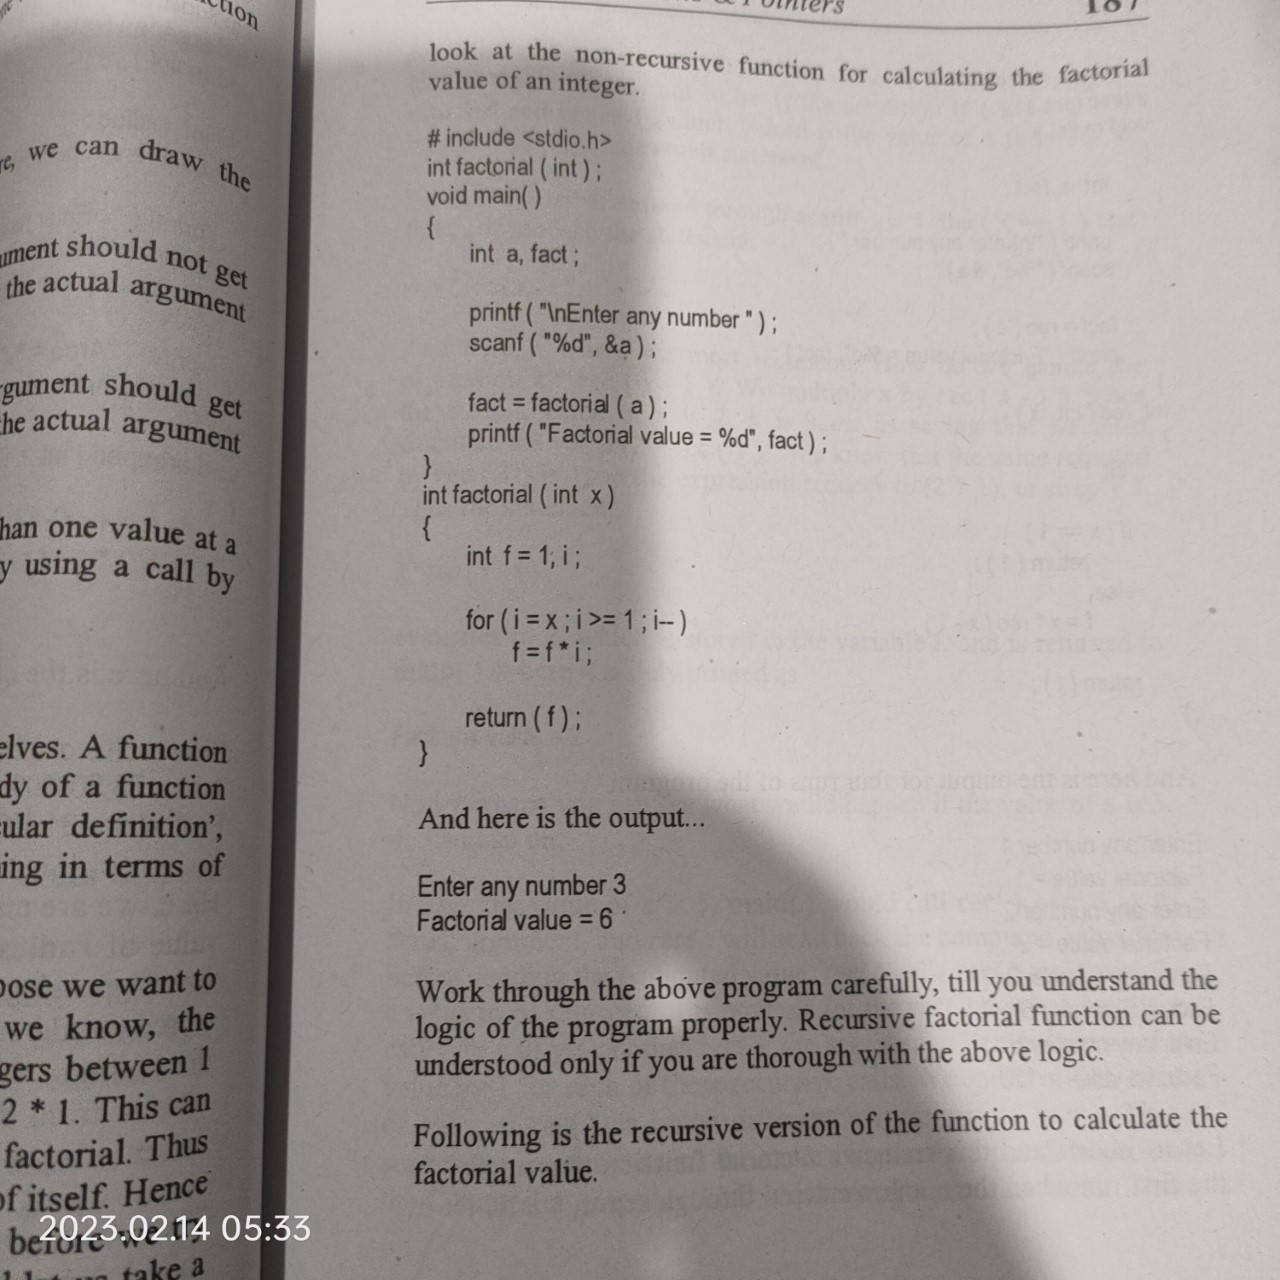 ction
we can draw the
ument should not get
the actual argument
gument should get
he actual argument
han one value at a
y using a call by
elves. A function
dy of a function
ular definition',
ing in terms of
pose we want to
we know, the
gers between 1
2 * 1. This can
factorial. Thus
of itself. Hence
before we
take a
& Pointers 187
look at the non-recursive function for calculating the factorial
value of an integer.
# include <stdio.h>
int factorial ( int ) ;
void main( )
{
int a, fact ;
printf ( "\nEnter any number " ) ;
scanf ( "%d", &a ) ;
fact = factorial ( a ) ;
printf ( "Factorial value = %d", fact ) ;
}
int factorial ( int x )
{
int f = 1, i ;
for ( i = x ; i >= 1 ; i-- )
f = f * i ;
return ( f ) ;
}
And here is the output...
Enter any number 3
Factorial value = 6
Work through the above program carefully, till you understand the
logic of the program properly. Recursive factorial function can be
understood only if you are thorough with the above logic.
Following is the recursive version of the function to calculate the
factorial value.
2023.02.14 05:33